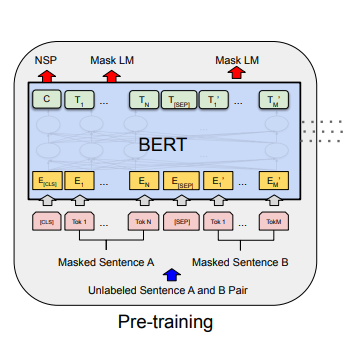 NSP Mask LM Mask LM
C T1 ... TN T[SEP] T1' ... TM'
BERT
E[CLS] E1 ... EN E[SEP] E1' ... EM'
[CLS] Tok 1 ... Tok N [SEP] Tok 1 ... TokM
Masked Sentence A Masked Sentence B
Unlabeled Sentence A and B Pair
Pre-training